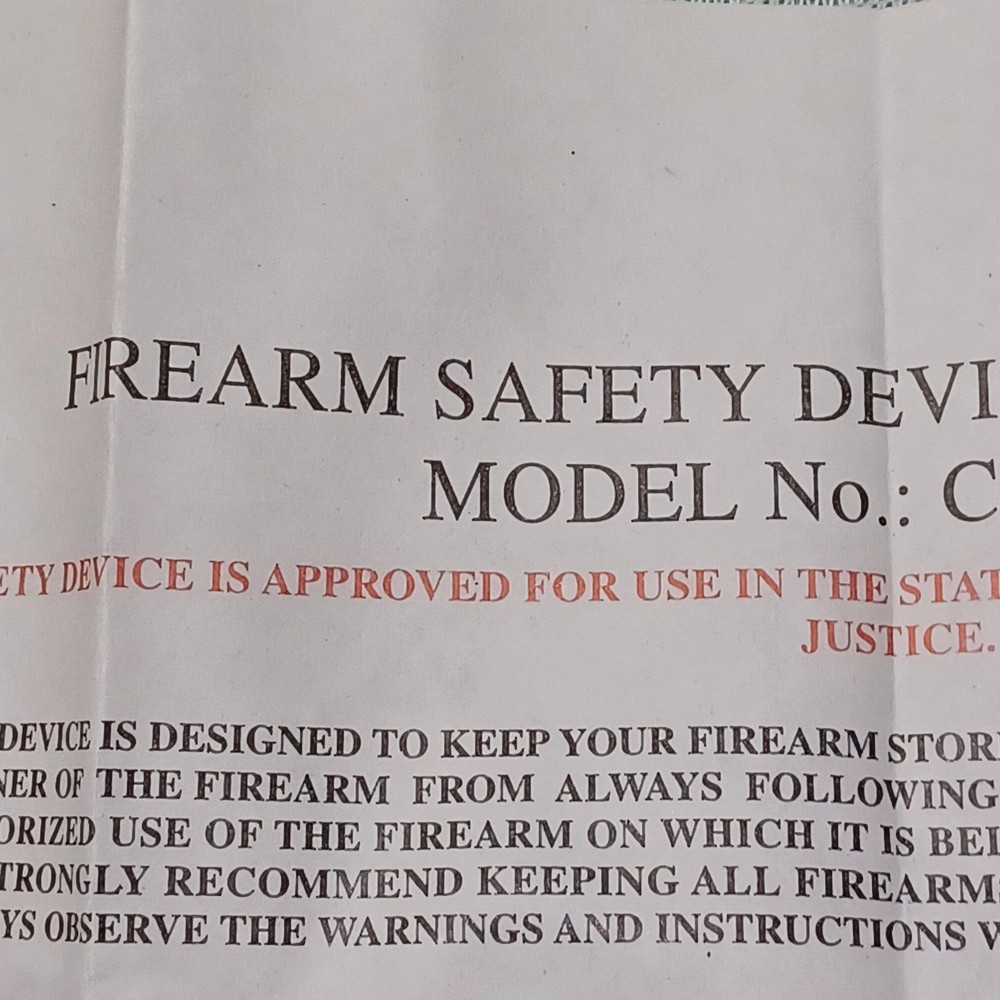 FIREARM SAFETY DEVI
MODEL No.: C
ETY DEVICE IS APPROVED FOR USE IN THE STAT
JUSTICE.
DEVICE IS DESIGNED TO KEEP YOUR FIREARM STOR
NER OF THE FIREARM FROM ALWAYS FOLLOWING
ORIZED USE OF THE FIREARM ON WHICH IT IS BEI
TRONGLY RECOMMEND KEEPING ALL FIREARMS
YS OBSERVE THE WARNINGS AND INSTRUCTIONS W